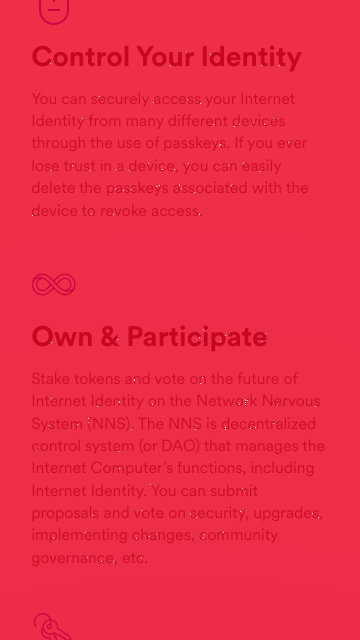 Control Your Identity
You can securely access your Internet
Identity from many different devices
through the use of passkeys. If you ever
lose trust in a device, you can easily
delete the passkeys associated with the
device to revoke access.
Own & Participate
Stake tokens and vote on the future of
Internet Identity on the Network Nervous
System (NNS). The NNS is decentralized
control system (or DAO) that manages the
Internet Computer's functions, including
Internet Identity. You can submit
proposals and vote on security, upgrades,
implementing changes, community
governance, etc.